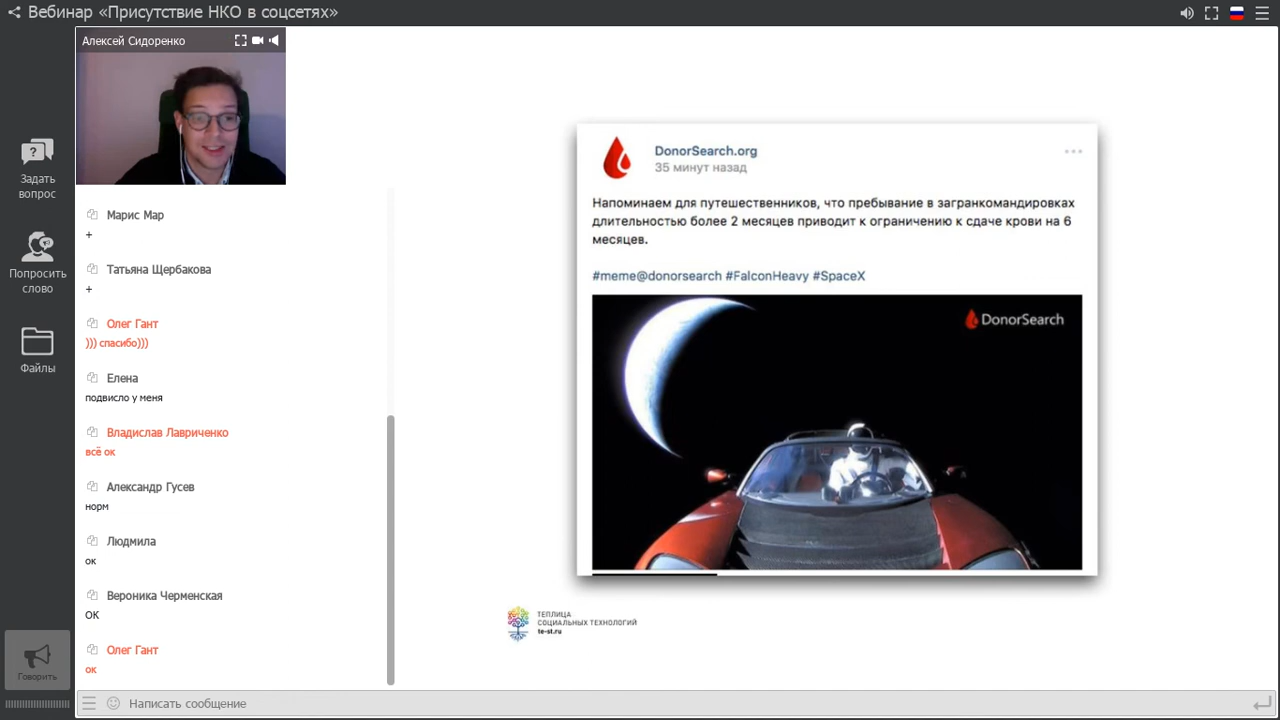 Вебинар «Присутствие НКО в соцсетях»
Алексей Сидоренко
Задать
вопрос
Попросить
слово
Файлы
Говорить
Марис Мар
+
Татьяна Щербакова
+
Олег Гант
))) спасибо)))
Елена
подвисло у меня
Владислав Лавриченко
всё ок
Александр Гусев
норм
Людмила
ок
Вероника Черменская
ОК
Олег Гант
ок
Написать сообщение
DonorSearch.org
35 минут назад
Напоминаем для путешественников, что пребывание в загранкомандировках
длительностью более 2 месяцев приводит к ограничению к сдаче крови на 6
месяцев.
#meme@donorsearch #FalconHeavy #SpaceX
DonorSearch
ТЕПЛИЦА
СОЦИАЛЬНЫХ ТЕХНОЛОГИЙ
te-st.ru